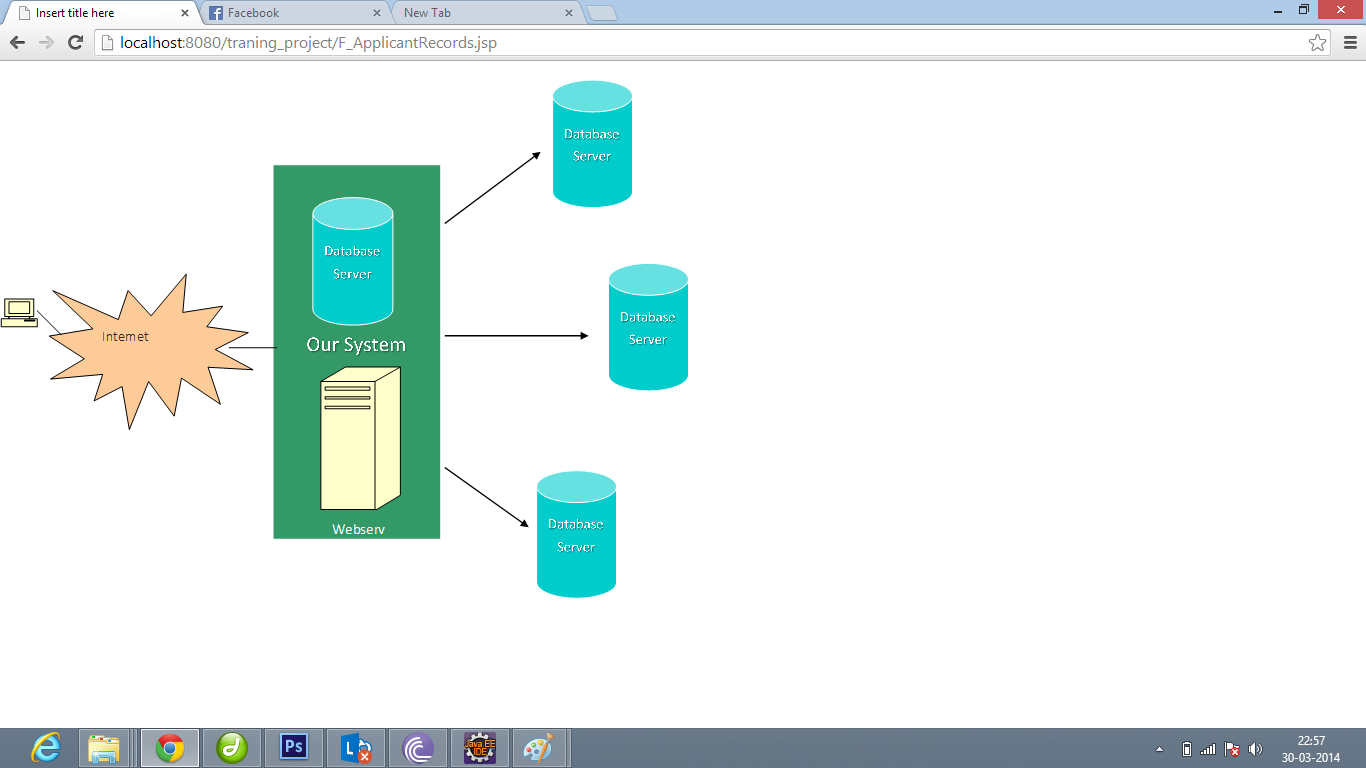 Insert title here
Facebook
New Tab
localhost:8080/traning_project/F_ApplicantRecords.jsp
Database
Server
Database
Server
Internet
Our System
Database
Server
Webserv
Database
Server
Ps
Java EE
IDE
22:57
30-03-2014